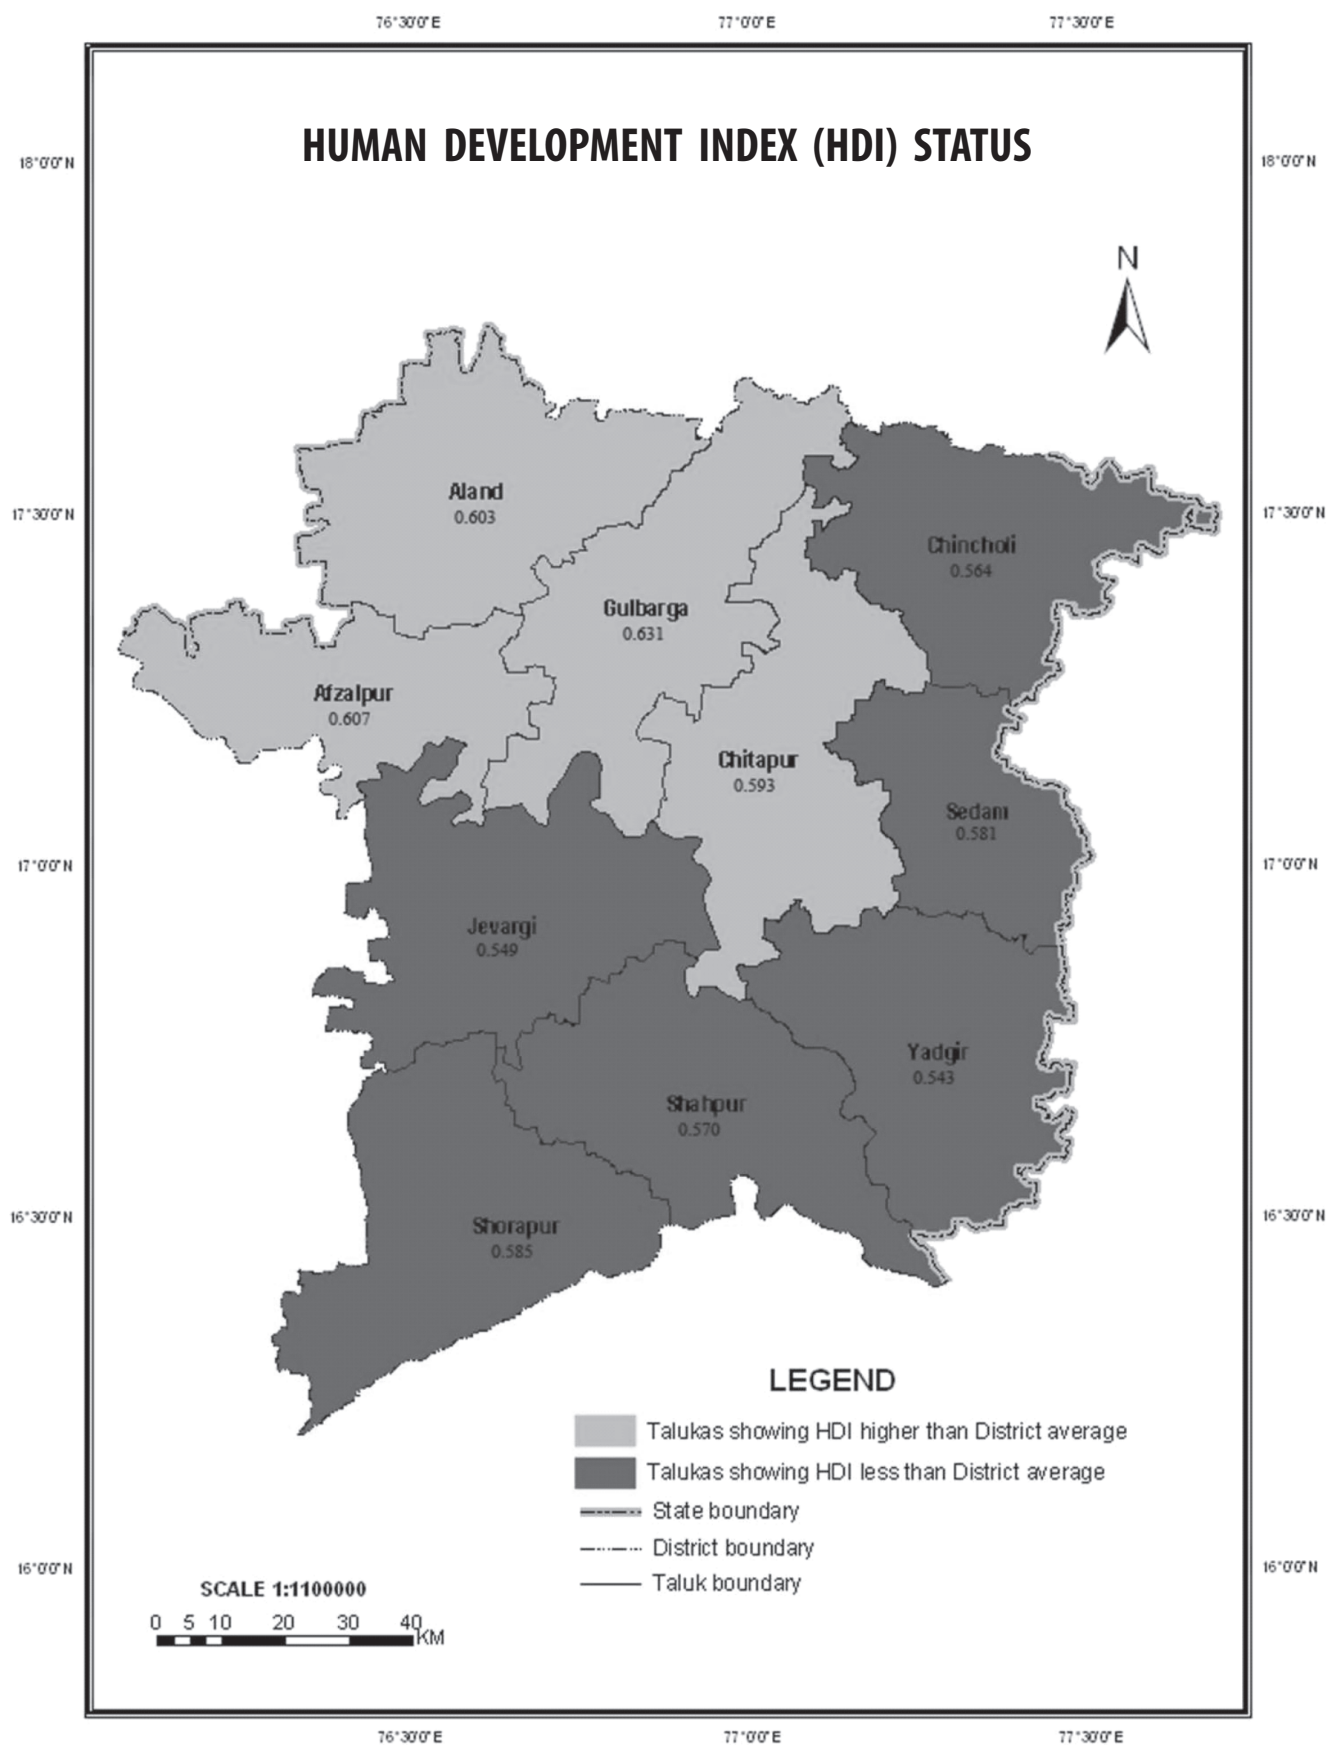 76°30'0"E 77°0'0"E 77°30'0"E
HUMAN DEVELOPMENT INDEX (HDI) STATUS
18°0'0"N 18°0'0"N
N
Aland
0.603
17°30'0"N 17°30'0"N
Chincholi
0.564
Gulbarga
0.631
Afzalpur
0.607
Chitapur
0.593
Sedam
0.581
17°0'0"N 17°0'0"N
Jevargi
0.549
Yadgir
0.543
Shahpur
0.570
16°30'0"N 16°30'0"N
Shorapur
0.585
LEGEND
Talukas showing HDI higher than District average
Talukas showing HDI less than District average
State boundary
District boundary
Taluk boundary
16°0'0"N 16°0'0"N
SCALE 1:1100000
0 5 10 20 30 40
KM
76°30'0"E 77°0'0"E 77°30'0"E